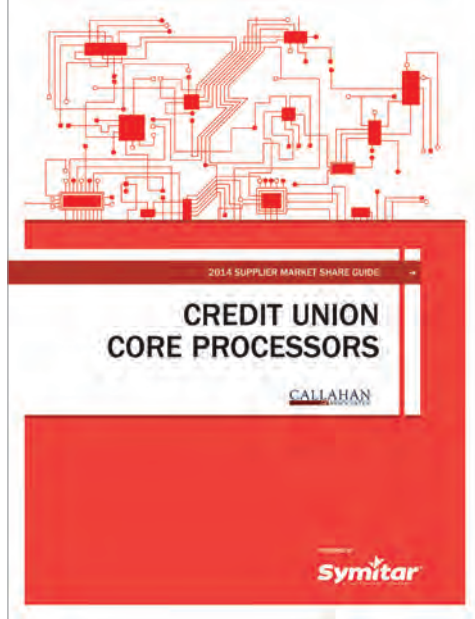 2014 SUPPLIER MARKET SHARE GUIDE
CREDIT UNION
CORE PROCESSORS
CALLAHAN
Symitar